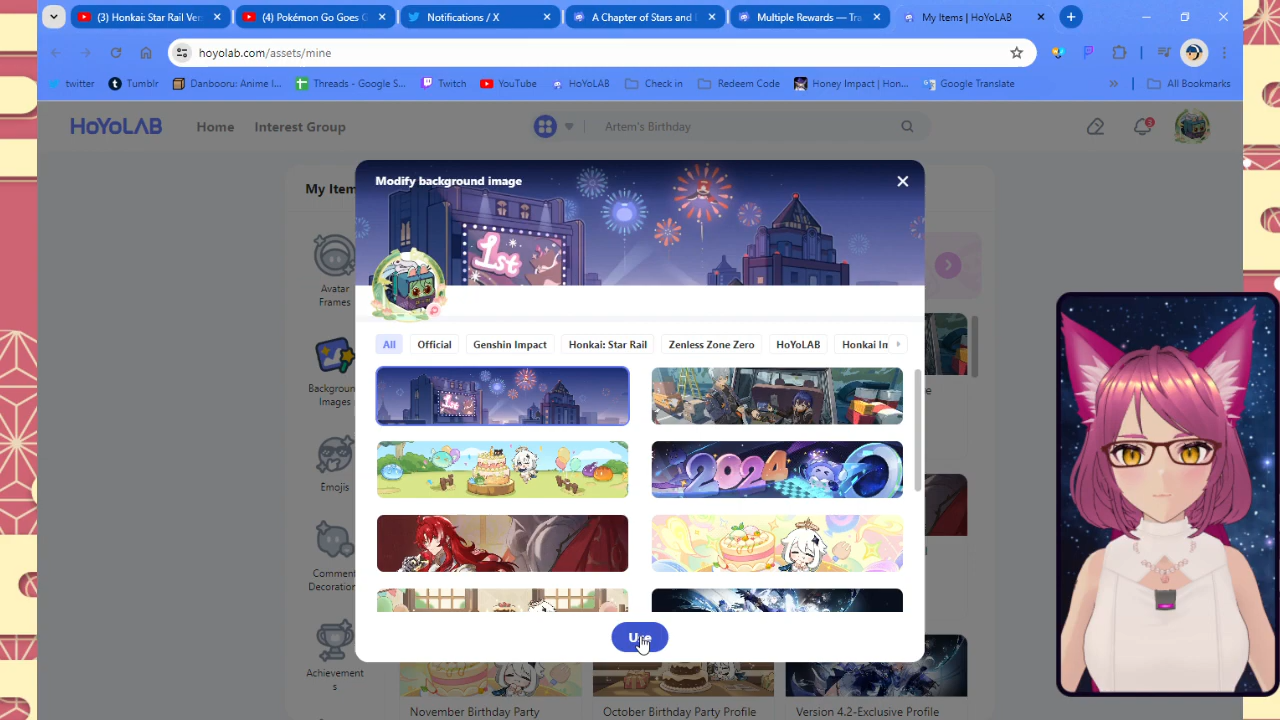 (3) Honkai: Star Rail Ver
(4) Pokémon Go Goes G
Notifications / X
A Chapter of Stars and
Multiple Rewards — Tra
My Items | HoYoLAB
hoyolab.com/assets/mine
twitter
Tumblr
Danbooru: Anime I...
Threads - Google S...
Twitch
YouTube
HoYoLAB
Check in
Redeem Code
Honey Impact | Hon...
Google Translate
»
All Bookmarks
HoYoLAB
Home
Interest Group
Artem's Birthday
3
My Item
Modify background image
1st
Avatar
Frames
All
Official
Genshin Impact
Honkai: Star Rail
Zenless Zone Zero
HoYoLAB
Honkai Im
Background
Images
2024
Emojis
Comment
Decoration
Use
Achievement
s
November Birthday Party
October Birthday Party Profile
Version 4.2-Exclusive Profile